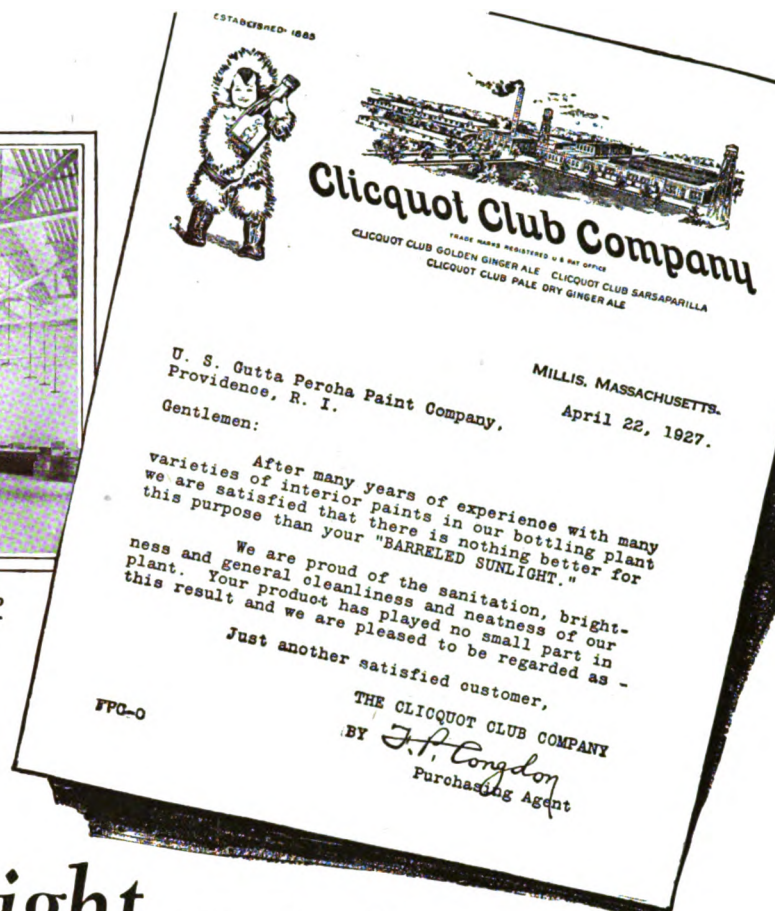 ESTABLISHED 1885
Clicquot Club Company
TRADE MARKS REGISTERED U S PAT OFFICE
CLICQUOT CLUB GOLDEN GINGER ALE CLICQUOT CLUB SARSAPARILLA
CLICQUOT CLUB PALE DRY GINGER ALE
MILLIS, MASSACHUSETTS.
April 22, 1927.
U. S. Gutta Percha Paint Company,
Providence, R. I.
Gentlemen:
After many years of experience with many
varieties of interior paints in our bottling plant
we are satisfied that there is nothing better for
this purpose than your "BARRELED SUNLIGHT."
We are proud of the sanitation, bright-
ness and general cleanliness and neatness of our
plant. Your product has played no small part in
this result and we are pleased to be regarded as -
Just another satisfied customer,
THE CLICQUOT CLUB COMPANY
BY F. P. Congdon
Purchasing Agent
FPC-O
ight